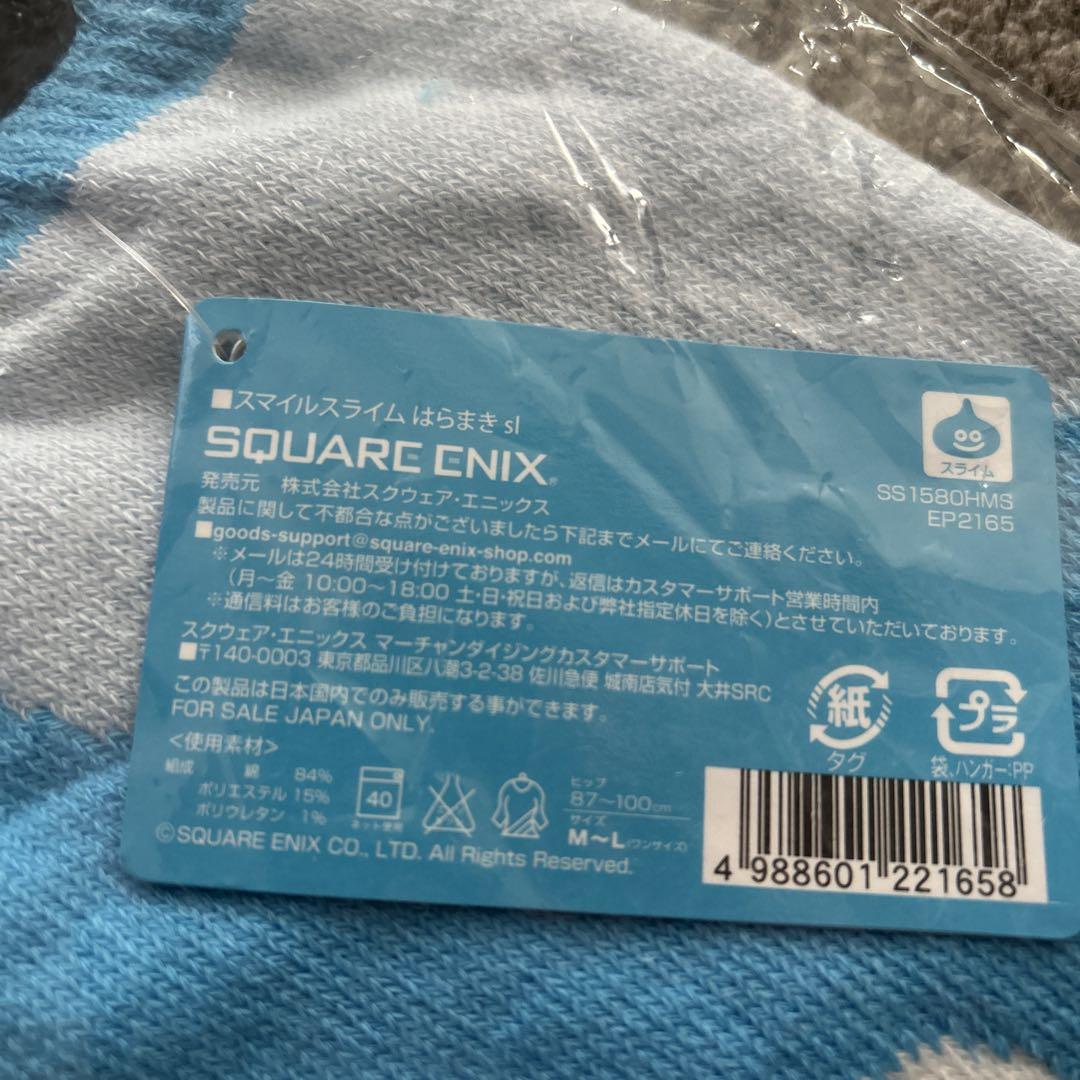 ■スマイルスライム はらまき sl
SQUARE ENIX®
スライム
SS1580HMS
EP2165
発売元 株式会社スクウェア・エニックス
製品に関して不都合な点がございましたら下記までメールにてご連絡ください。
■goods-support@square-enix-shop.com
※メールは24時間受け付けておりますが、返信はカスタマーサポート営業時間内
(月～金 10:00～18:00 土・日・祝日および弊社指定休日を除く)とさせていただいております。
※通信料はお客様のご負担になります。
スクウェア・エニックス マーチャンダイジングカスタマーサポート
■〒140-0003 東京都品川区八潮3-2-38 佐川急便 城南店気付 大井SRC
この製品は日本国内でのみ販売する事ができます。
FOR SALE JAPAN ONLY.
紙
タグ
プラ
袋、ハンガー:PP
<使用素材>
組成 綿 84%
ポリエステル 15%
ポリウレタン 1%
40
ネット使用
ヒップ
87～100cm
サイズ
M～L(ワンサイズ)
©SQUARE ENIX CO., LTD. All Rights Reserved.
4 988601 221658